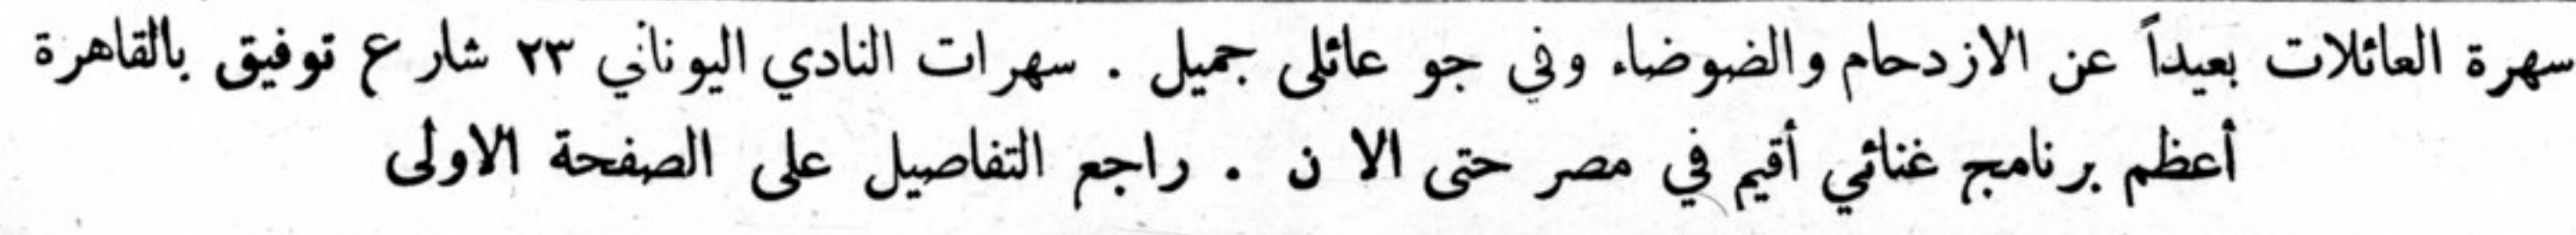 سهرة العائلات بعيداً عن الازدحام والضوضاء وفي جو عائلى جميل . سهرات النادي اليوناني ٢٣ شارع توفيق بالقاهرة
أعظم برنامج غنائي أقيم في مصر حتى الان . راجع التفاصيل على الصفحة الاولى